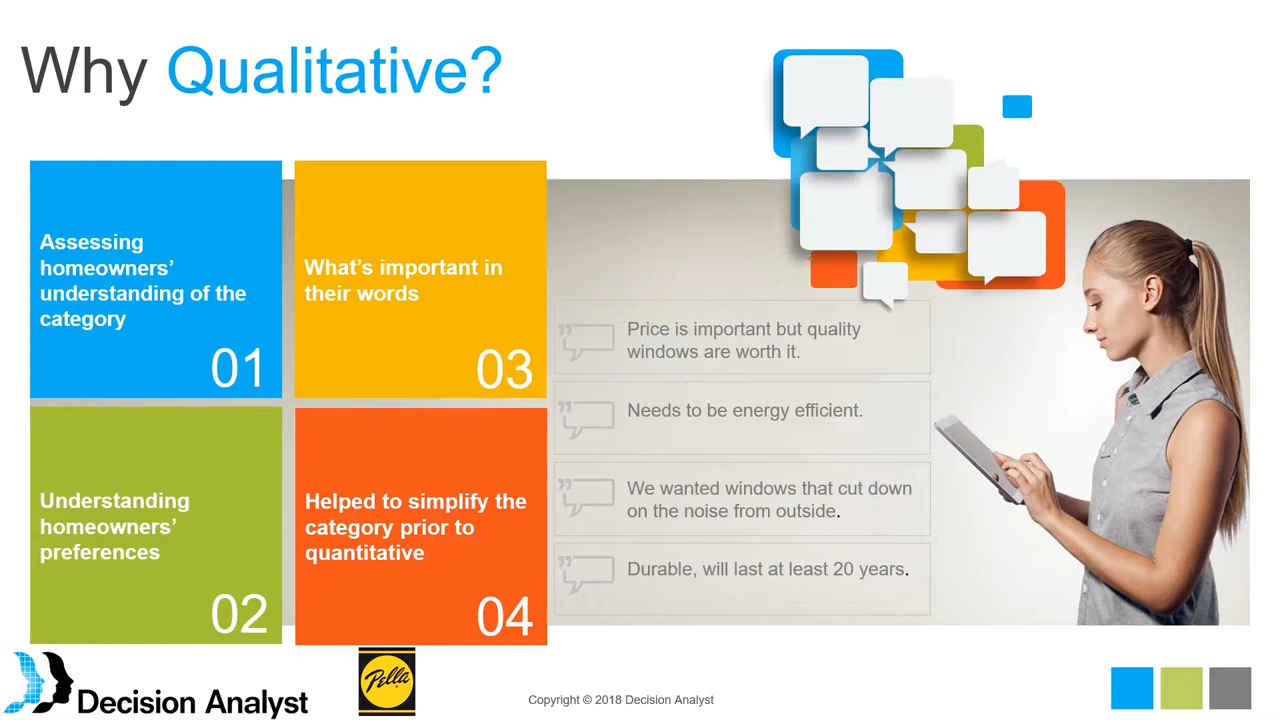 Why Qualitative?
Assessing
homeowners’
understanding of the
category
01
Understanding
homeowners’
preferences
02
What’s important in
their words
03
Helped to simplify the
category prior to
quantitative
04
Price is important but quality
windows are worth it.
Needs to be energy efficient.
We wanted windows that cut down
on the noise from outside.
Durable, will last at least 20 years.
Decision Analyst
Pella
Copyright © 2018 Decision Analyst